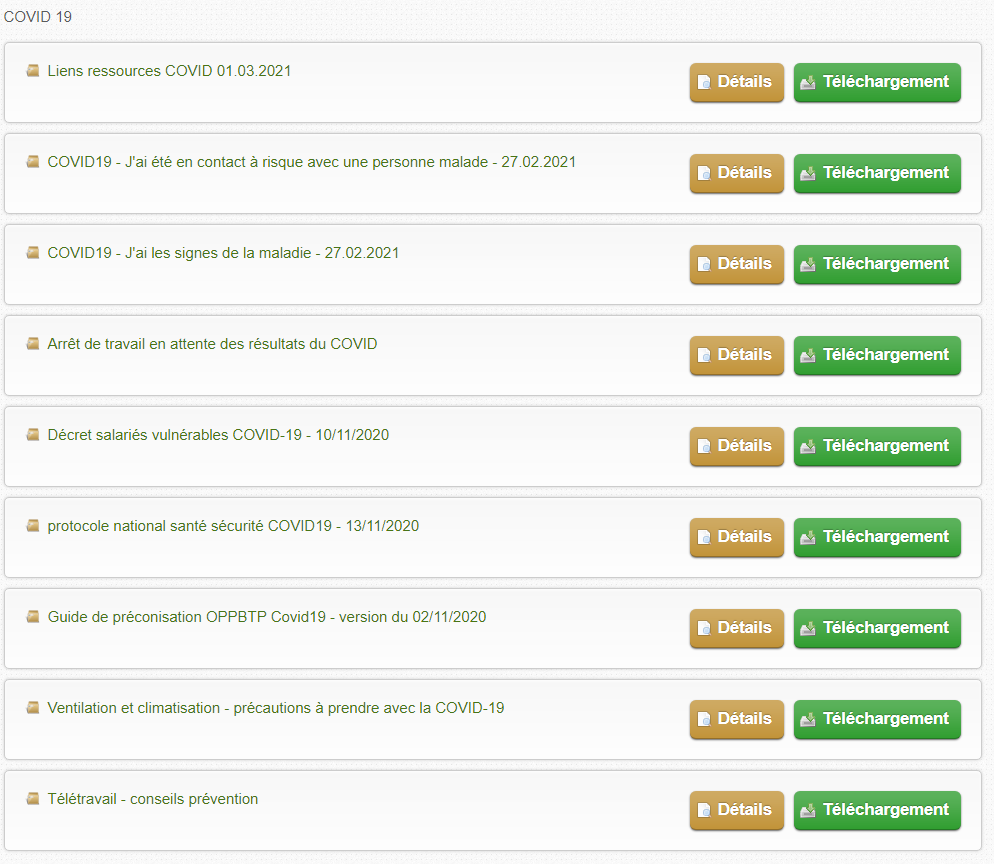 COVID 19
Liens ressources COVID 01.03.2021 Détails Téléchargement
COVID19 - J'ai été en contact à risque avec une personne malade - 27.02.2021 Détails Téléchargement
COVID19 - J'ai les signes de la maladie - 27.02.2021 Détails Téléchargement
Arrêt de travail en attente des résultats du COVID Détails Téléchargement
Décret salariés vulnérables COVID-19 - 10/11/2020 Détails Téléchargement
protocole national santé sécurité COVID19 - 13/11/2020 Détails Téléchargement
Guide de préconisation OPPBTP Covid19 - version du 02/11/2020 Détails Téléchargement
Ventilation et climatisation - précautions à prendre avec la COVID-19 Détails Téléchargement
Télétravail - conseils prévention Détails Téléchargement